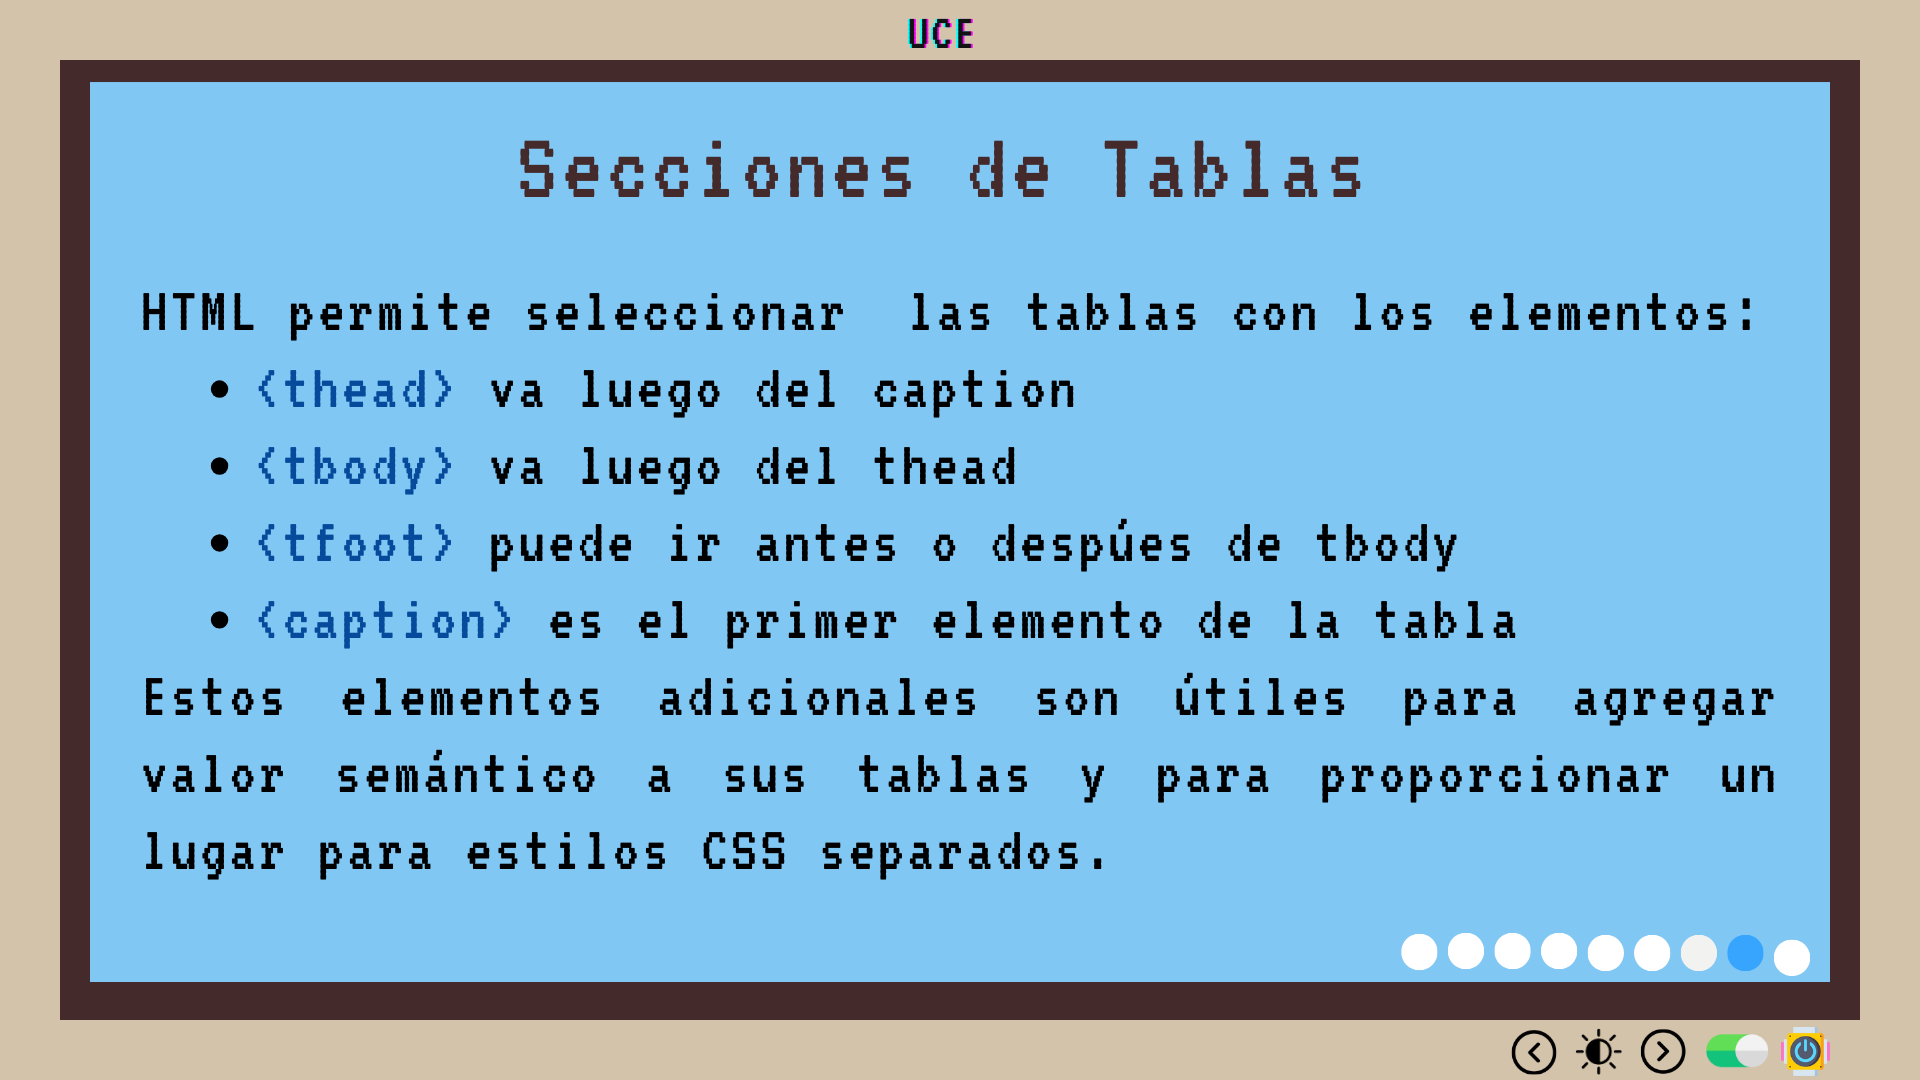 UCE
Secciones de Tablas
HTML permite seleccionar las tablas con los elementos:
• <thead> va luego del caption
• <tbody> va luego del thead
• <tfoot> puede ir antes o despúes de tbody
• <caption> es el primer elemento de la tabla
Estos elementos adicionales son útiles para agregar
valor semántico a sus tablas y para proporcionar un
lugar para estilos CSS separados.